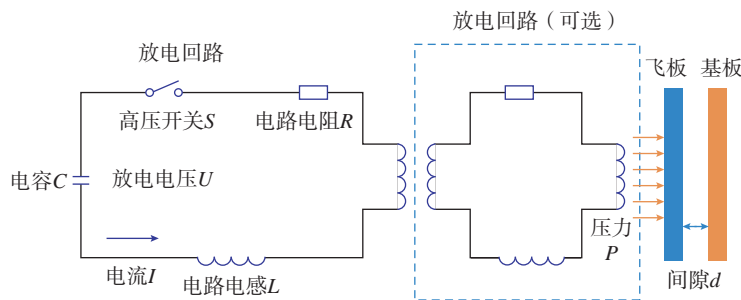 放电回路（可选）
放电回路
飞板
基板
高压开关S
电路电阻R
电容C
放电电压U
压力
P
电流I
电路电感L
间隙d